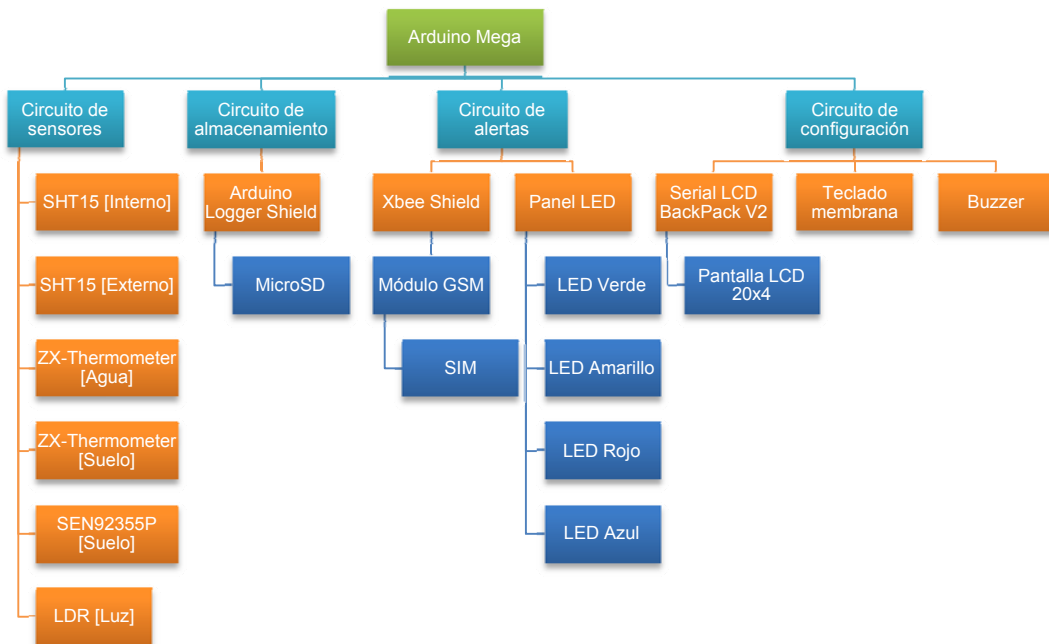 Arduino Mega
Circuito de
sensores
Circuito de
almacenamiento
Circuito de
alertas
Circuito de
configuración
SHT15 [Interno]
Arduino
Logger Shield
Xbee Shield
Panel LED
Serial LCD
BackPack V2
Teclado
membrana
Buzzer
SHT15 [Externo]
MicroSD
Módulo GSM
LED Verde
Pantalla LCD
20x4
ZX-Thermometer
[Agua]
SIM
LED Amarillo
ZX-Thermometer
[Suelo]
LED Rojo
SEN92355P
[Suelo]
LED Azul
LDR [Luz]